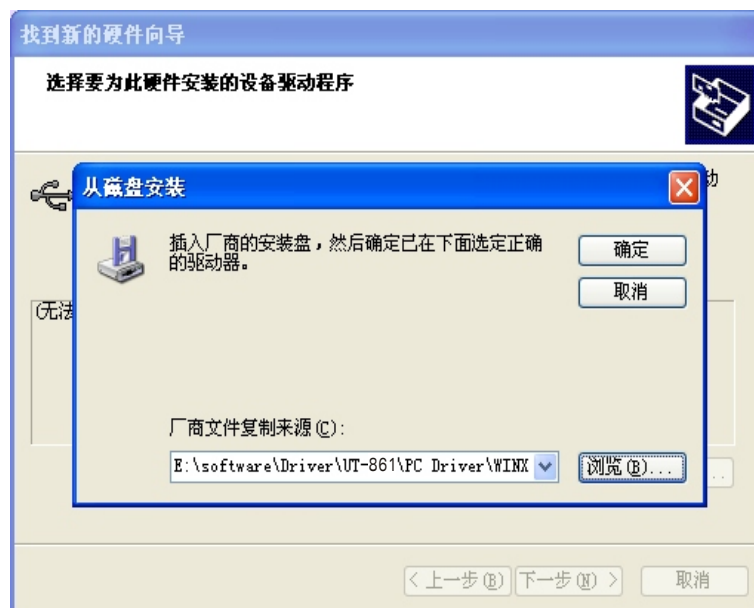 找到新的硬件向导
选择要为此硬件安装的设备驱动程序
动
从磁盘安装
插入厂商的安装盘，然后确定已在下面选定正确
的驱动器。
确定
取消
(无法
厂商文件复制来源(C):
E:\software\Driver\UT-861\PC Driver\WINX
浏览(B)...
..
< 上一步(B)
下一步(N) >
取消